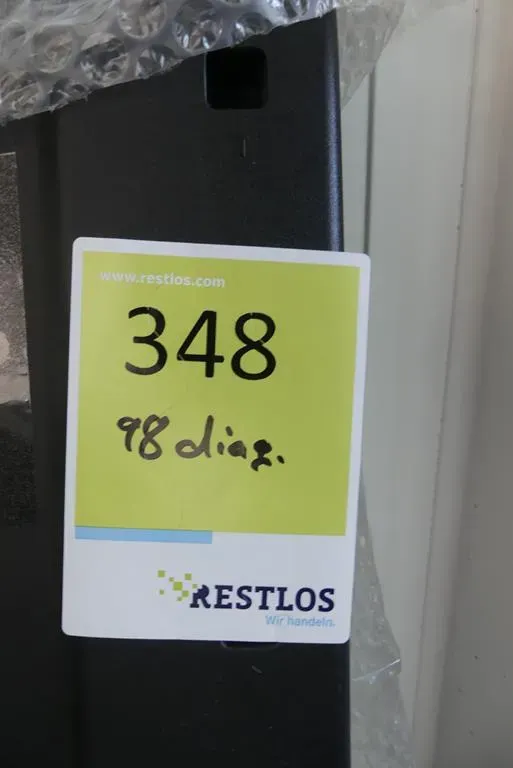 www.restlos.com
348
98 diag.
RESTLOS
Wir handeln.